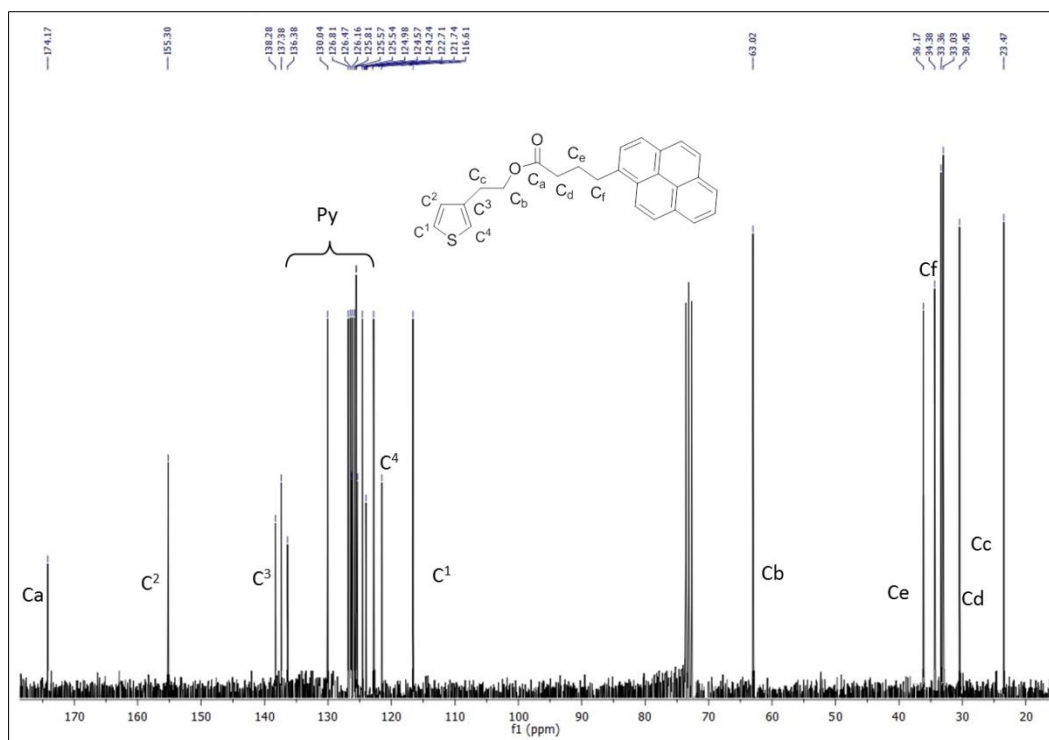 174.17
155.30
138.28
137.38
136.38
130.04
126.81
126.47
126.16
125.81
125.57
125.54
124.98
124.57
124.24
122.71
121.74
116.61
63.02
36.17
34.38
33.36
33.03
30.45
23.47
O
Ce
Cc
O
Ca
Cf
Cd
Cb
C2
C3
C1
C4
S
Py
Cf
C4
Ca
C2
C3
C1
Cb
Ce
Cc
Cd
170 150 140 130 120 110 100 90 80 70 60 50 40 30 20
f1 (ppm)